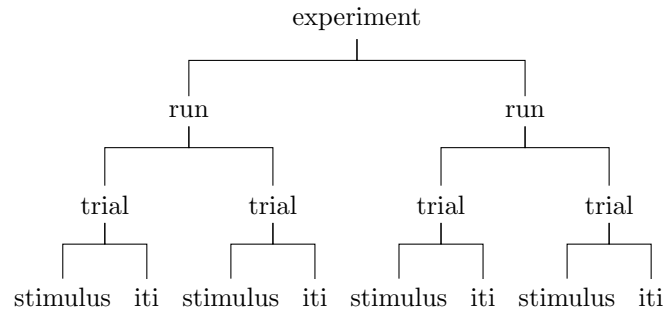 experiment
run run
trial trial trial trial
stimulus iti stimulus iti stimulus iti stimulus iti